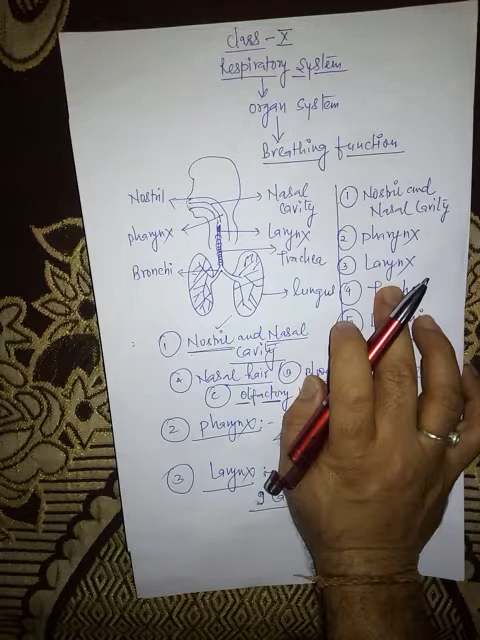 Class - X
Respiratory System
organ system
Breathing function
Nostril
Nasal
cavity
pharynx
Larynx
Trachea
Bronchi
lungus
① Nostril and
Nasal Cavity
② pharynx
③ Larynx
④
⑤
① Nostril and Nasal
Cavity
Nasal hair
Ⓒ olfactory
② pharynx :-
③ Larynx :-